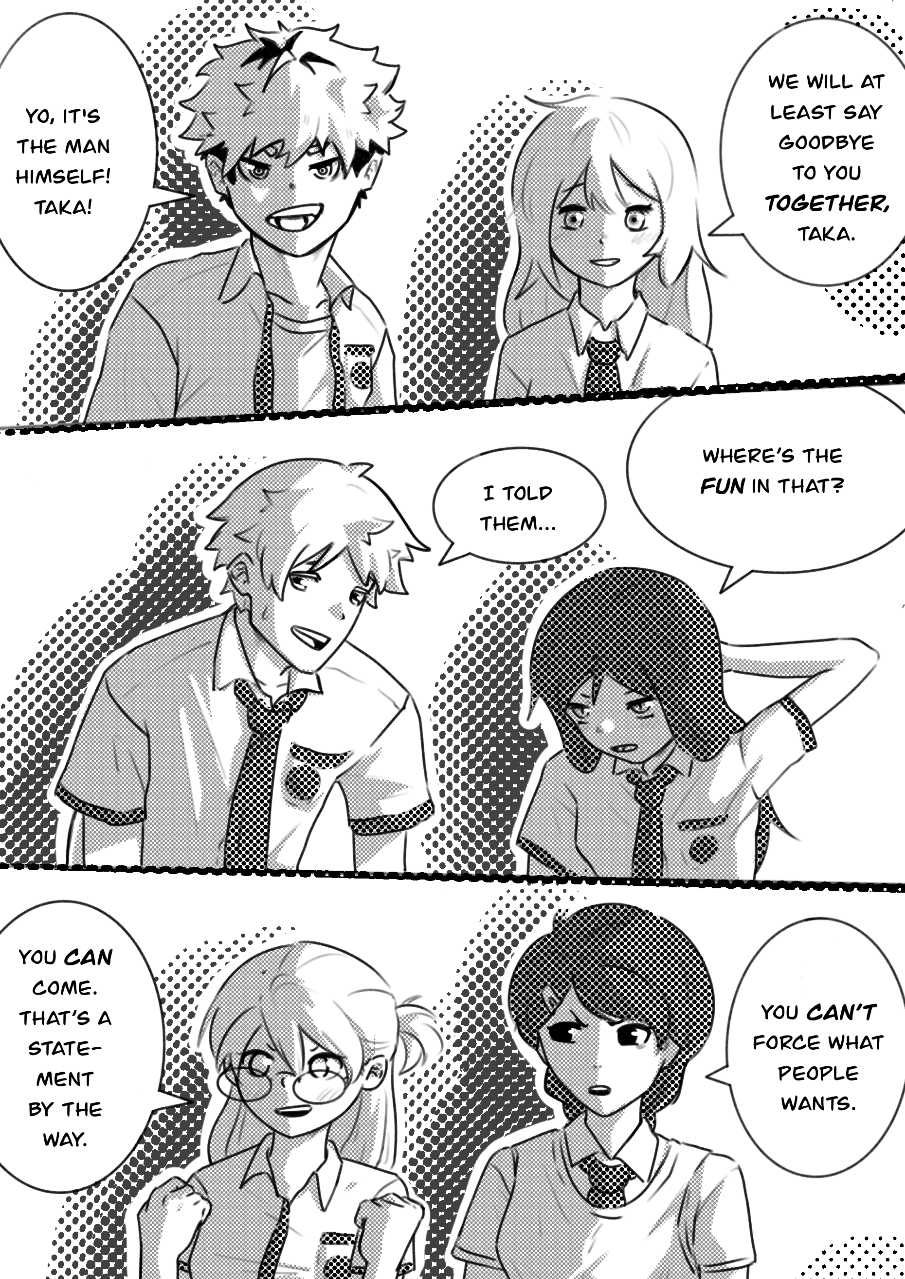 YO, IT'S
THE MAN
HIMSELF!
TAKA!
WE WILL AT
LEAST SAY
GOODBYE
TO YOU
TOGETHER,
TAKA.
I TOLD
THEM...
WHERE'S THE
FUN IN THAT?
YOU CAN
COME.
THAT'S A
STATE-
MENT
BY THE
WAY.
YOU CAN'T
FORCE WHAT
PEOPLE
WANTS.